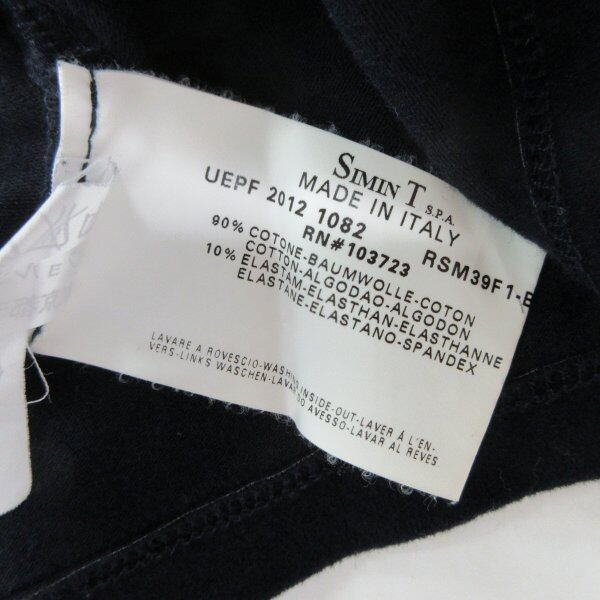 SIMIN T S.P.A.
MADE IN ITALY
UEPF 2012 1082 RSM39F1-E
RN#103723
90% COTONE-BAUMWOLLE-COTON
COTTON-ALGODAO-ALGODON
10% ELASTAM-ELASTHAN-ELASTHANNE
ELASTANE-ELASTANO-SPANDEX
LAVARE A ROVESCIO-WASHING INSIDE-OUT-LAVER À L'EN-
VERS-LINKS WASCHEN-LAVAR DO AVESSO-LAVAR AL REVES